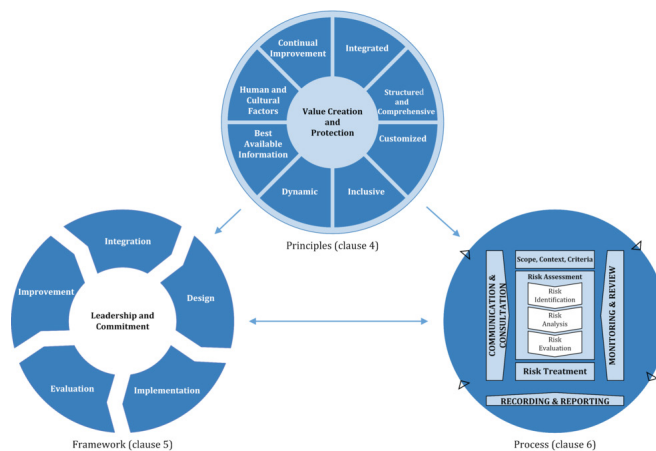 Continual
Improvement
Integrated
Human and
Cultural
Factors
Structured
and
Comprehensive
Value Creation
and
Protection
Best
Available
Information
Customized
Dynamic
Inclusive
Principles (clause 4)
Integration
Improvement
Design
Leadership and
Commitment
Evaluation
Implementation
Framework (clause 5)
Scope, Context, Criteria
Risk Assessment
Risk
Identification
Risk
Analysis
Risk
Evaluation
Risk Treatment
COMMUNICATION &
CONSULTATION
MONITORING & REVIEW
RECORDING & REPORTING
Process (clause 6)